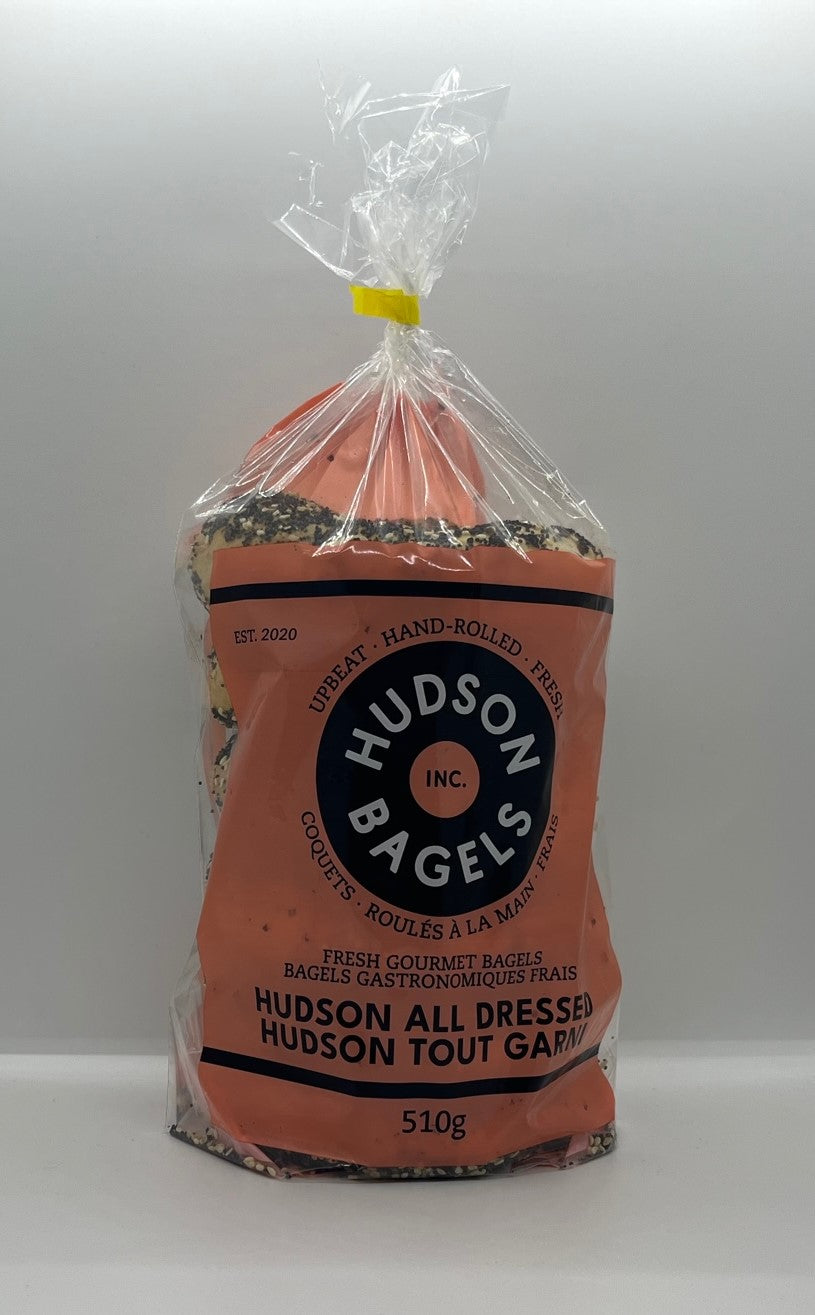 EST. 2020
UPBEAT · HAND-ROLLED · FRESH
HUDSON
INC.
BAGELS
COQUETS · ROULÉS À LA MAIN · FRAIS
FRESH GOURMET BAGELS
BAGELS GASTRONOMIQUES FRAIS
HUDSON ALL DRESSED
HUDSON TOUT GARNI
510g